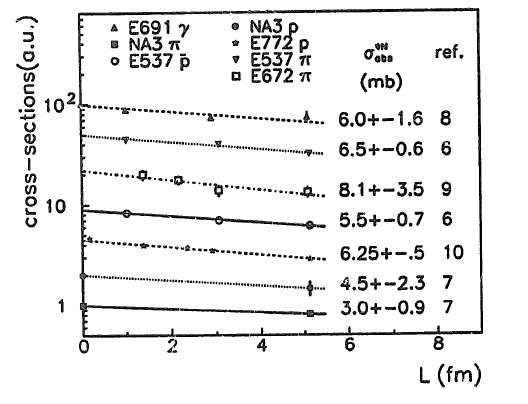 E691 γ
NA3 π
E537 p̄
NA3 p
E772 p
E537 π
E672 π
σ ψN abs
(mb)
ref.
cross-sections(a.u.)
10²
10
1
6.0+-1.6 8
6.5+-0.6 6
8.1+-3.5 9
5.5+-0.7 6
6.25+-.5 10
4.5+-2.3 7
3.0+-0.9 7
0 2 4 6 8
L (fm)